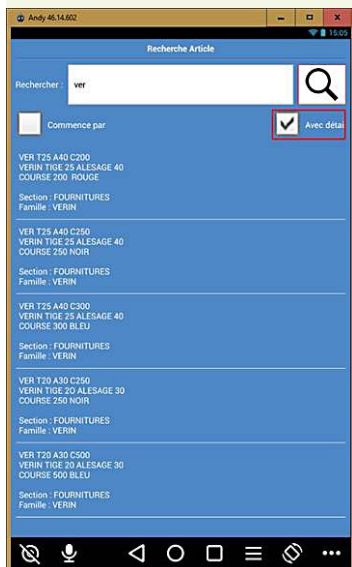 Andy 46.14.602
15:05
Recherche Article
Rechercher : ver
Commence par
Avec détai
VER T25 A40 C200
VERIN TIGE 25 ALESAGE 40
COURSE 200 ROUGE
Section : FOURNITURES
Famille : VERIN
VER T25 A40 C250
VERIN TIGE 25 ALESAGE 40
COURSE 250 NOIR
Section : FOURNITURES
Famille : VERIN
VER T25 A40 C300
VERIN TIGE 25 ALESAGE 40
COURSE 300 BLEU
Section : FOURNITURES
Famille : VERIN
VER T20 A30 C250
VERIN TIGE 20 ALESAGE 30
COURSE 250 NOIR
Section : FOURNITURES
Famille : VERIN
VER T20 A30 C500
VERIN TIGE 20 ALESAGE 30
COURSE 500 BLEU
Section : FOURNITURES
Famille : VERIN